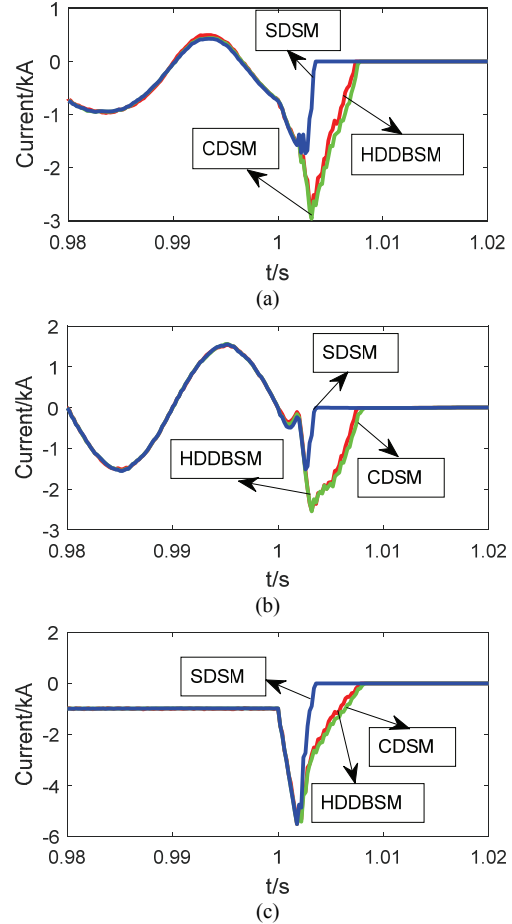 1
0
-1
-2
-3
Current/kA
SDSM
CDSM
HDDBSM
0.98
0.99
1
1.01
1.02
t/s
(a)
2
1
0
-1
-2
-3
Current/kA
SDSM
HDDBSM
CDSM
0.98
0.99
1
1.01
1.02
t/s
(b)
2
0
-2
-4
-6
Current/kA
SDSM
CDSM
HDDBSM
0.98
0.99
1
1.01
1.02
t/s
(c)